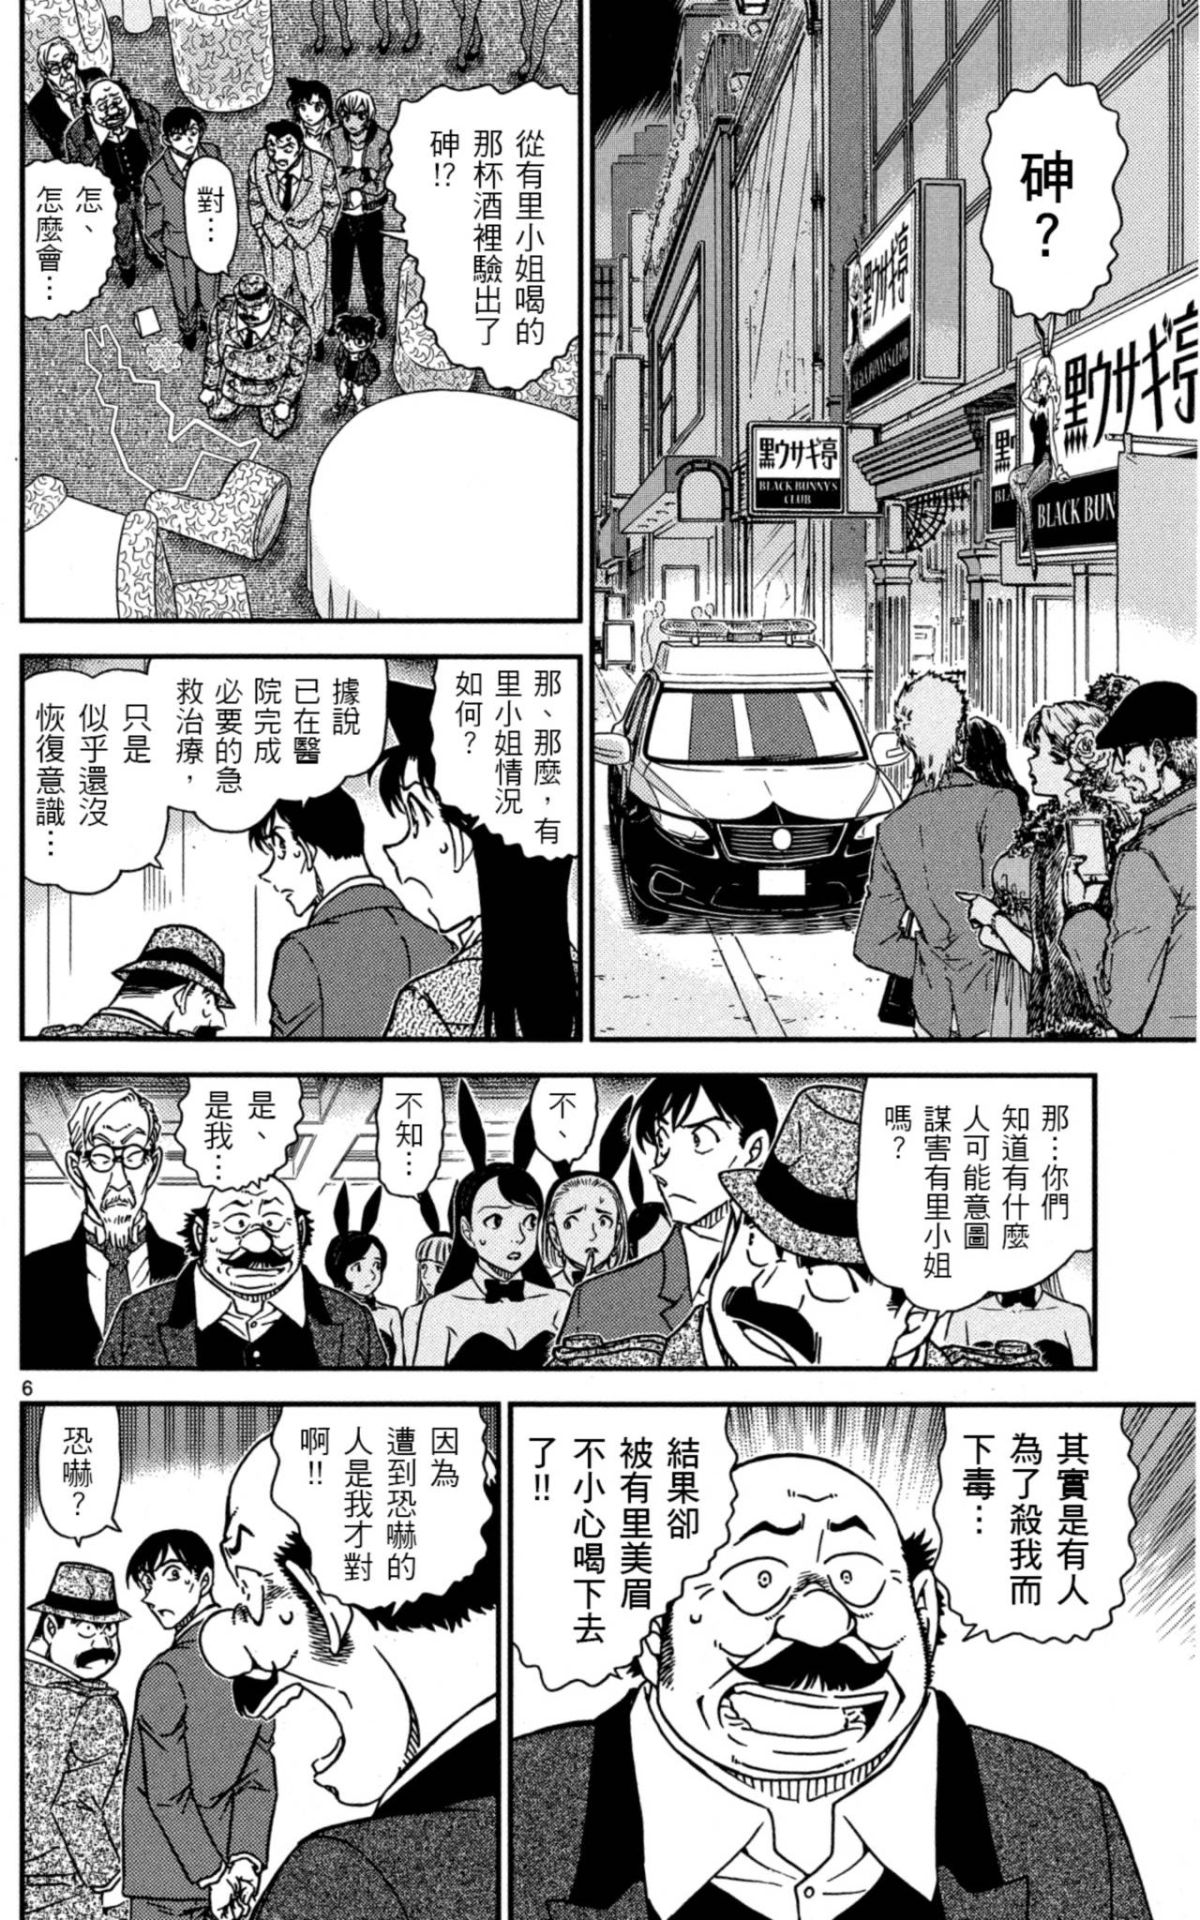 砷?
黒ウサギ亭
BLACK BUNNY'S CLUB
黒ウサギ亭
BLACK BUN
黒ウサギ亭
BLACK BUNNY'S
CLUB
從有里小姐喝的
那杯酒裡驗出了
砷!?
對…
怎、
怎麼會…
那、那麼,有
里小姐情況
如何?
據說
已在醫
院完成
必要的急
救治療,
只是
似乎還沒
恢復意識…
那…你們
知道有什麼
人可能意圖
謀害有里小姐
嗎?
不、
不知…
是、
是我…
6
其實是有人
為了殺我而
下毒…
結果卻
被有里美眉
不小心喝下去
了!!
因為
遭到恐嚇的
人是我才對
啊!!
恐嚇?